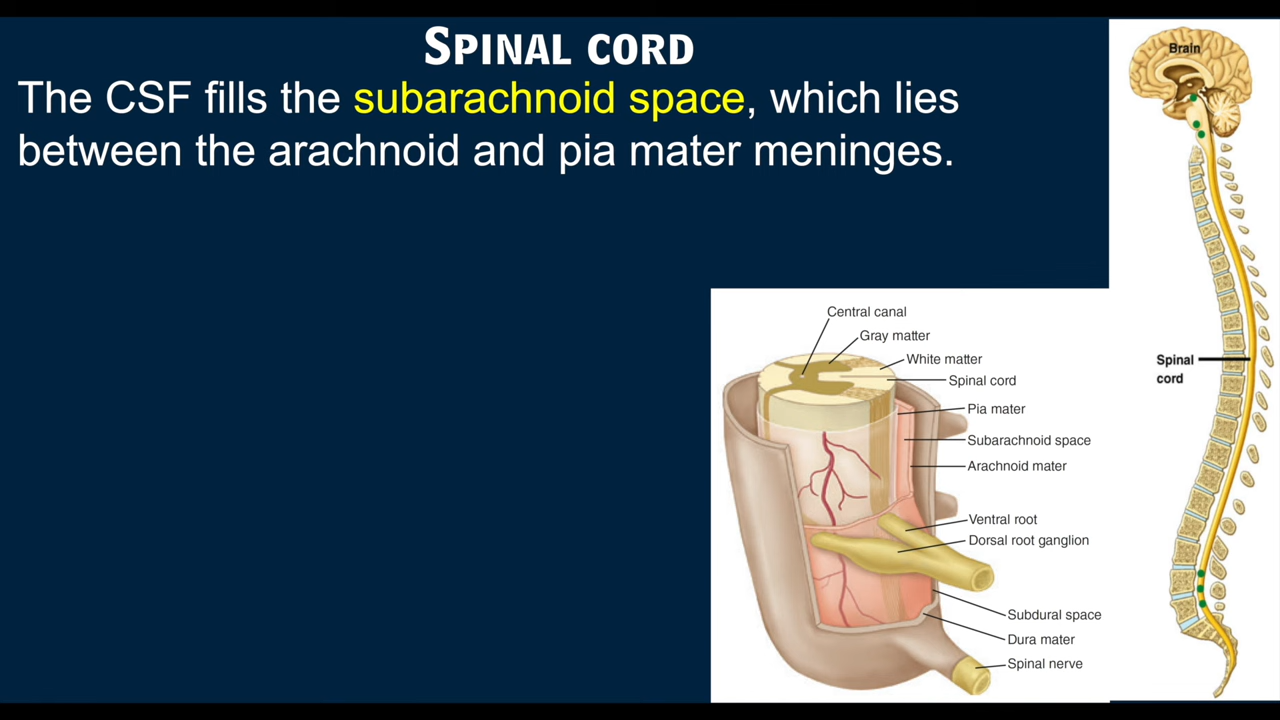 SPINAL CORD
The CSF fills the subarachnoid space, which lies
between the arachnoid and pia mater meninges.
Brain
Spinal
cord
Central canal
Gray matter
White matter
Spinal cord
Pia mater
Subarachnoid space
Arachnoid mater
Ventral root
Dorsal root ganglion
Subdural space
Dura mater
Spinal nerve